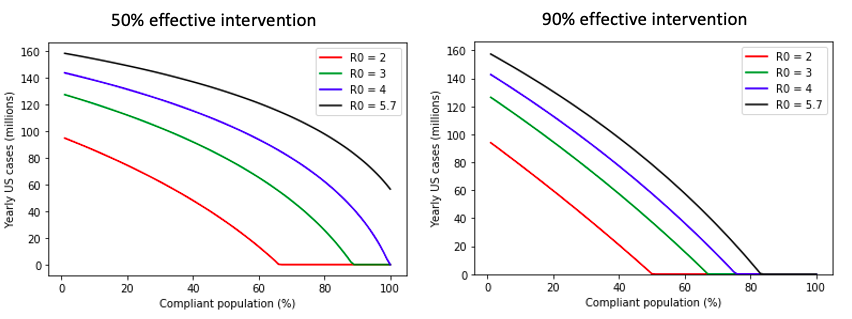 50% effective intervention
Yearly US cases (millions)
160
140
120
100
80
60
40
20
0
R0 = 2
R0 = 3
R0 = 4
R0 = 5.7
0 20 40 60 80 100
Compliant population (%)
90% effective intervention
Yearly US cases (millions)
160
140
120
100
80
60
40
20
0
R0 = 2
R0 = 3
R0 = 4
R0 = 5.7
0 20 40 60 80 100
Compliant population (%)